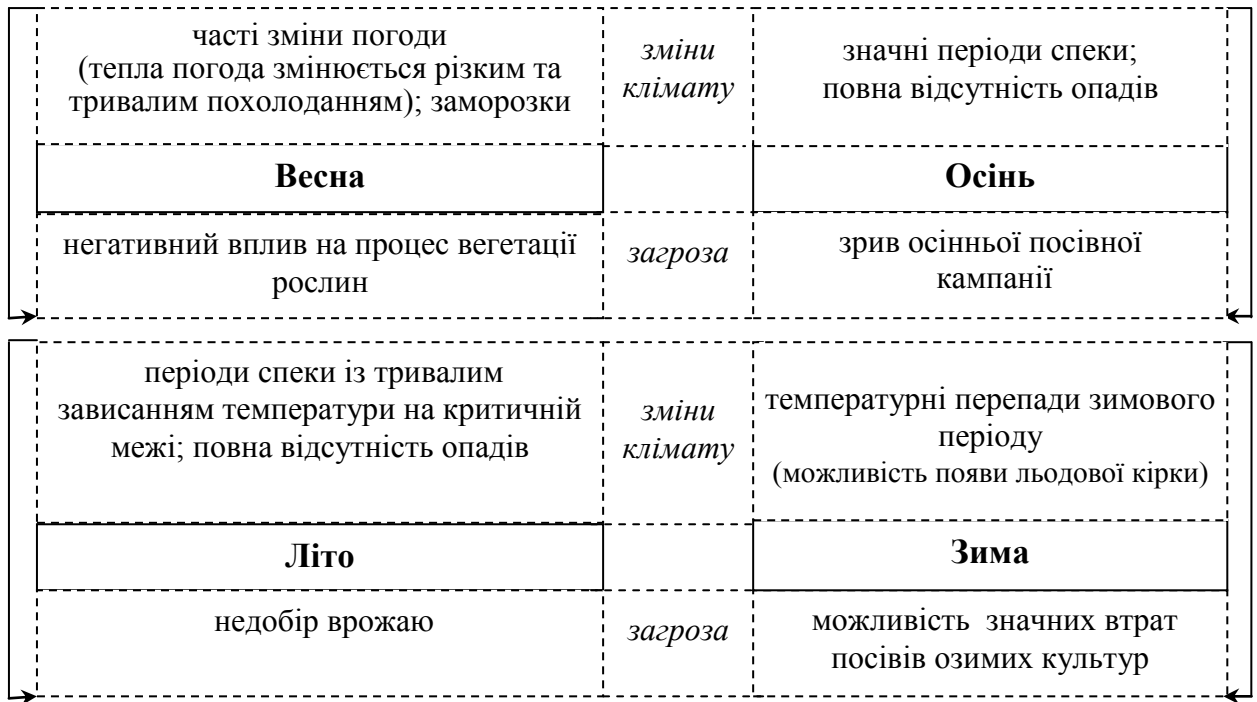 часті зміни погоди
(тепла погода змінюється різким та
тривалим похолоданням); заморозки
зміни
клімату
значні періоди спеки;
повна відсутність опадів
Весна
Осінь
негативний вплив на процес вегетації
рослин
загроза
зрив осінньої посівної
кампанії
періоди спеки із тривалим
зависанням температури на критичній
межі; повна відсутність опадів
зміни
клімату
температурні перепади зимового
періоду
(можливість появи льодової кірки)
Літо
Зима
недобір врожаю
загроза
можливість значних втрат
посівів озимих культур